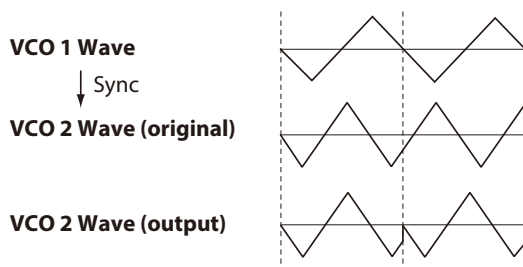 VCO 1 Wave
Sync
VCO 2 Wave (original)
VCO 2 Wave (output)